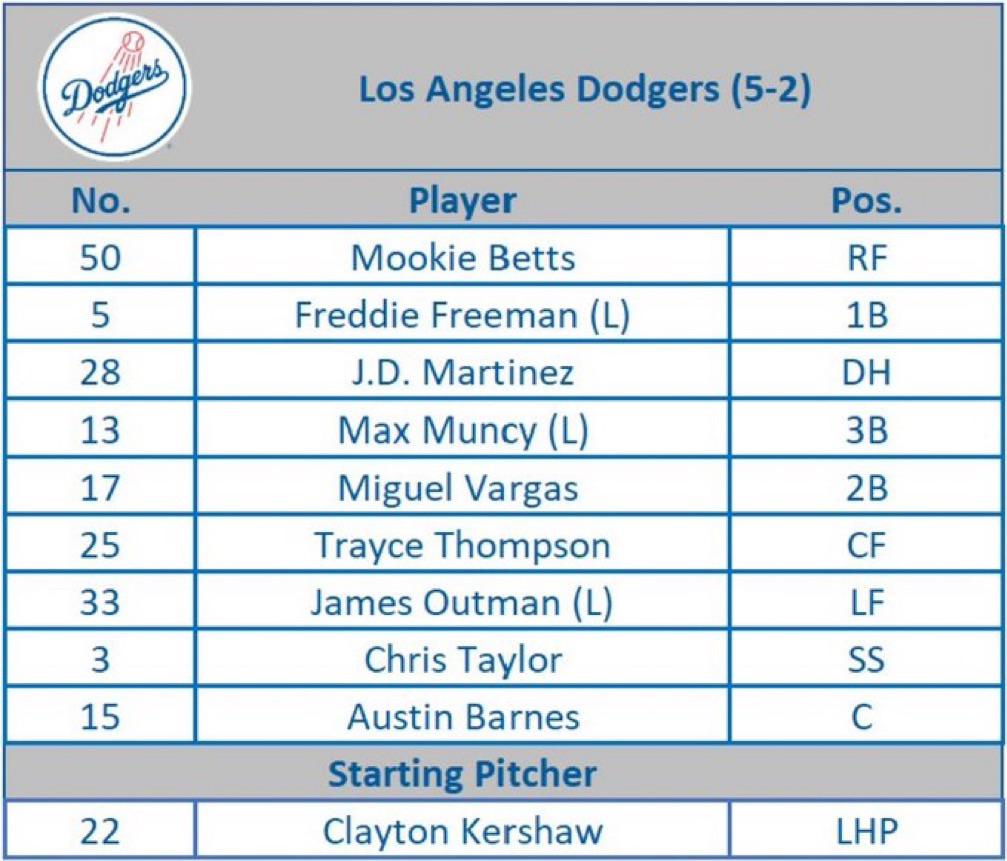 Dodgers
Los Angeles Dodgers (5-2)
No. Player Pos.
50 Mookie Betts RF
5 Freddie Freeman (L) 1B
28 J.D. Martinez DH
13 Max Muncy (L) 3B
17 Miguel Vargas 2B
25 Trayce Thompson CF
33 James Outman (L) LF
3 Chris Taylor SS
15 Austin Barnes C
Starting Pitcher
22 Clayton Kershaw LHP